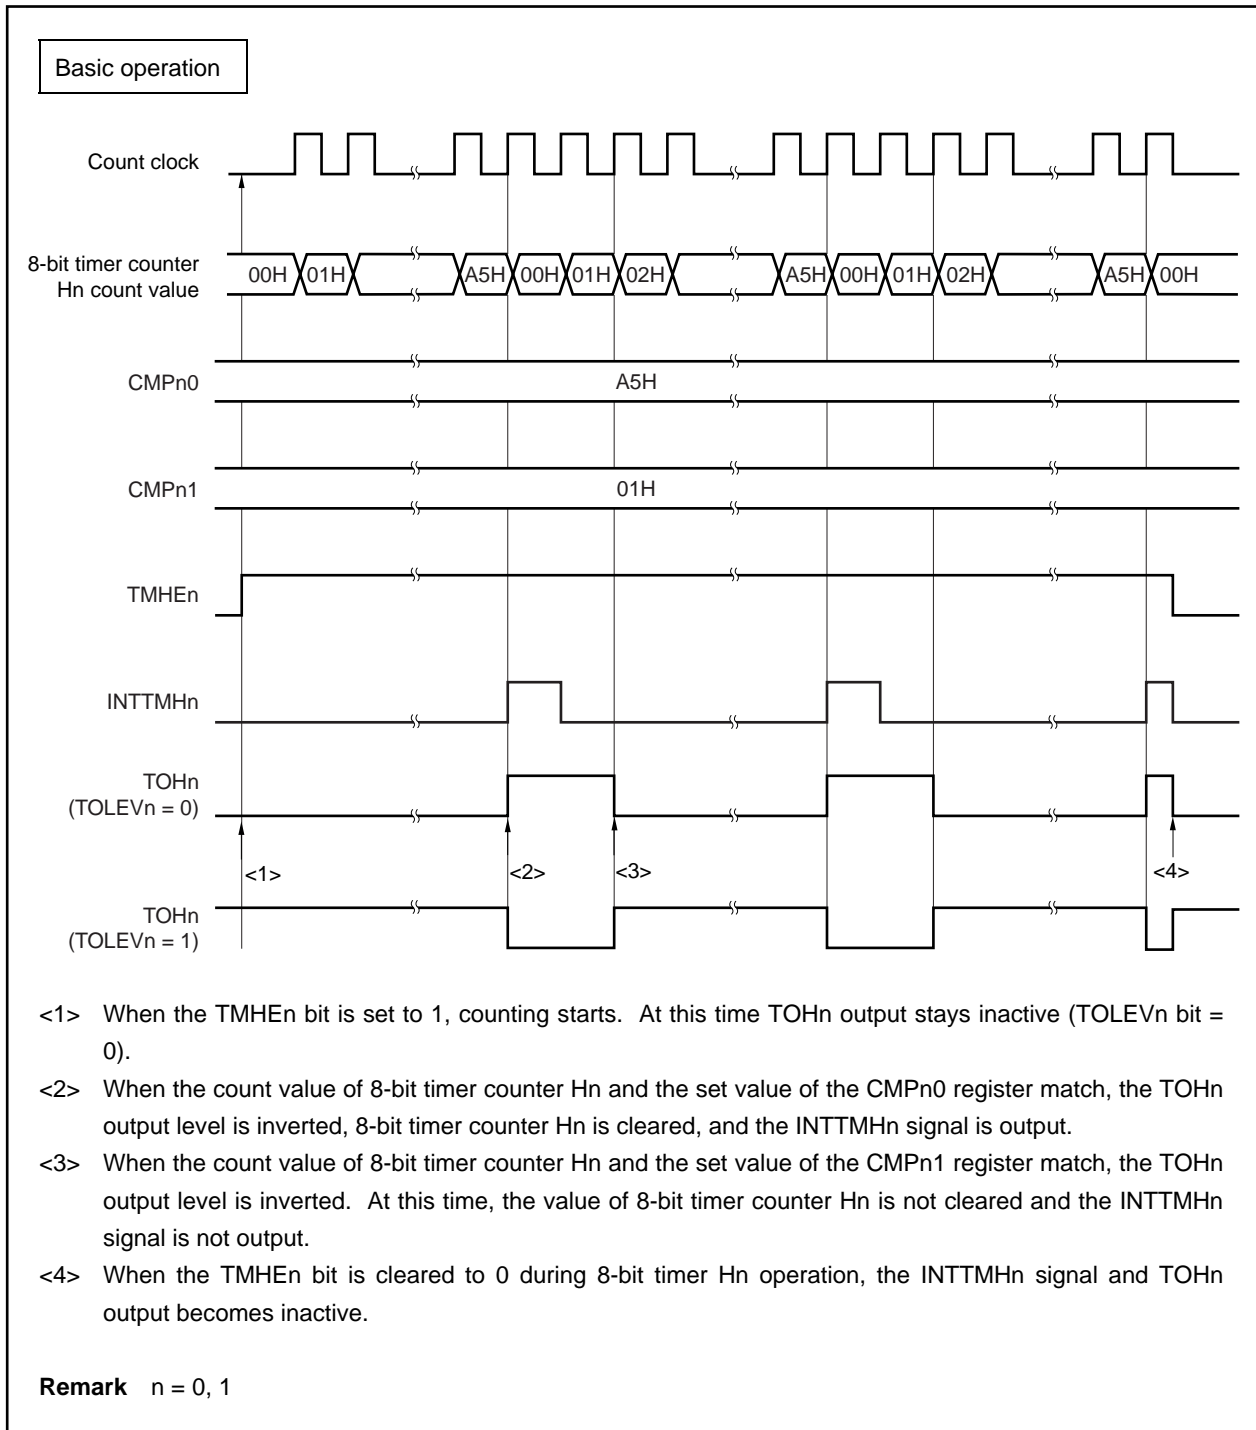 Basic operation
Count clock
8-bit timer counter
Hn count value
00H 01H A5H 00H 01H 02H A5H 00H 01H 02H A5H 00H
CMPn0
A5H
CMPn1
01H
TMHEn
INTTMHn
TOHn
(TOLEVn = 0)
<1> <2> <3> <4>
TOHn
(TOLEVn = 1)
<1> When the TMHEn bit is set to 1, counting starts. At this time TOHn output stays inactive (TOLEVn bit =
0).
<2> When the count value of 8-bit timer counter Hn and the set value of the CMPn0 register match, the TOHn
output level is inverted, 8-bit timer counter Hn is cleared, and the INTTMHn signal is output.
<3> When the count value of 8-bit timer counter Hn and the set value of the CMPn1 register match, the TOHn
output level is inverted. At this time, the value of 8-bit timer counter Hn is not cleared and the INTTMHn
signal is not output.
<4> When the TMHEn bit is cleared to 0 during 8-bit timer Hn operation, the INTTMHn signal and TOHn
output becomes inactive.
Remark n = 0, 1